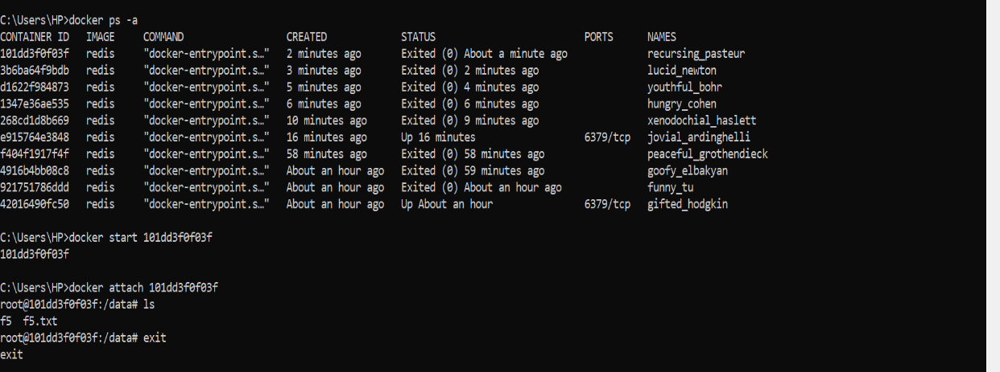 C:\Users\HP>docker ps -a
CONTAINER ID   IMAGE     COMMAND                  CREATED             STATUS                          PORTS      NAMES
101dd3f0f03f   redis     "docker-entrypoint.s…"   2 minutes ago       Exited (0) About a minute ago              recursing_pasteur
3b6ba64f9bdb   redis     "docker-entrypoint.s…"   3 minutes ago       Exited (0) 2 minutes ago                   lucid_newton
d1622f984873   redis     "docker-entrypoint.s…"   5 minutes ago       Exited (0) 4 minutes ago                   youthful_bohr
1347e36ae535   redis     "docker-entrypoint.s…"   6 minutes ago       Exited (0) 6 minutes ago                   hungry_cohen
268cd1d8b669   redis     "docker-entrypoint.s…"   10 minutes ago      Exited (0) 9 minutes ago                   xenodochial_haslett
e915764e3848   redis     "docker-entrypoint.s…"   16 minutes ago      Up 16 minutes                   6379/tcp   jovial_ardinghelli
f404f1917f4f   redis     "docker-entrypoint.s…"   58 minutes ago      Exited (0) 58 minutes ago                  peaceful_grothendieck
4916b4bb08c8   redis     "docker-entrypoint.s…"   About an hour ago   Exited (0) 59 minutes ago                  goofy_elbakyan
921751786ddd   redis     "docker-entrypoint.s…"   About an hour ago   Exited (0) About an hour ago               funny_tu
42016490fc50   redis     "docker-entrypoint.s…"   About an hour ago   Up About an hour                6379/tcp   gifted_hodgkin
C:\Users\HP>docker start 101dd3f0f03f
101dd3f0f03f
C:\Users\HP>docker attach 101dd3f0f03f
root@101dd3f0f03f:/data# ls
f5  f5.txt
root@101dd3f0f03f:/data# exit
exit